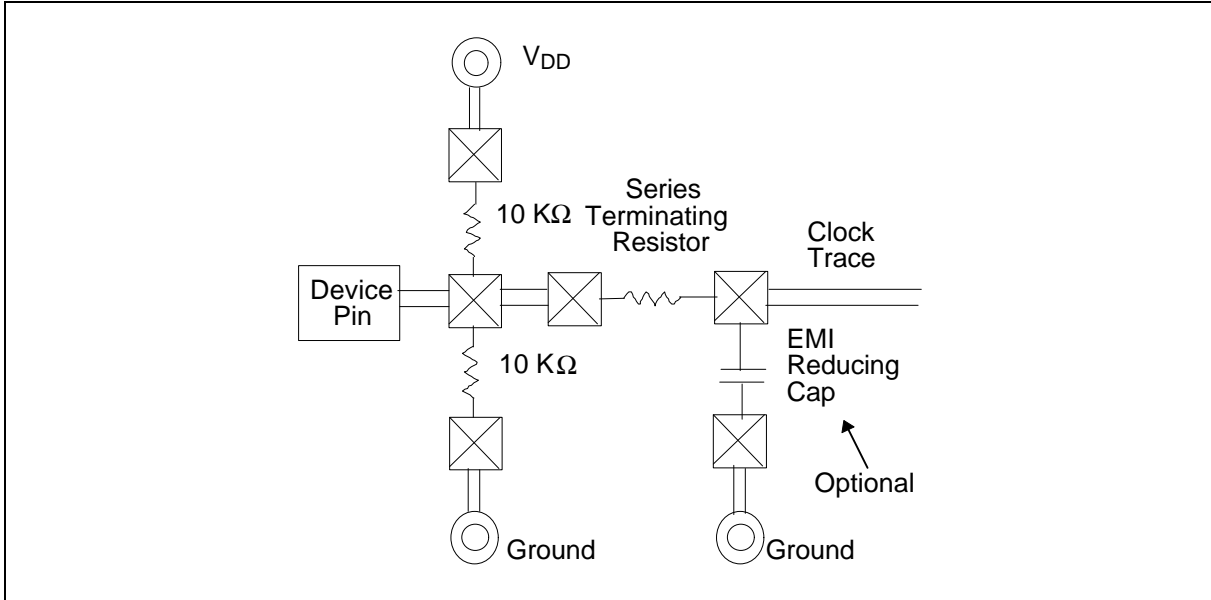 VDD
10 KΩ
Series
Terminating
Resistor
Clock
Trace
Device
Pin
10 KΩ
EMI
Reducing
Cap
Optional
Ground
Ground